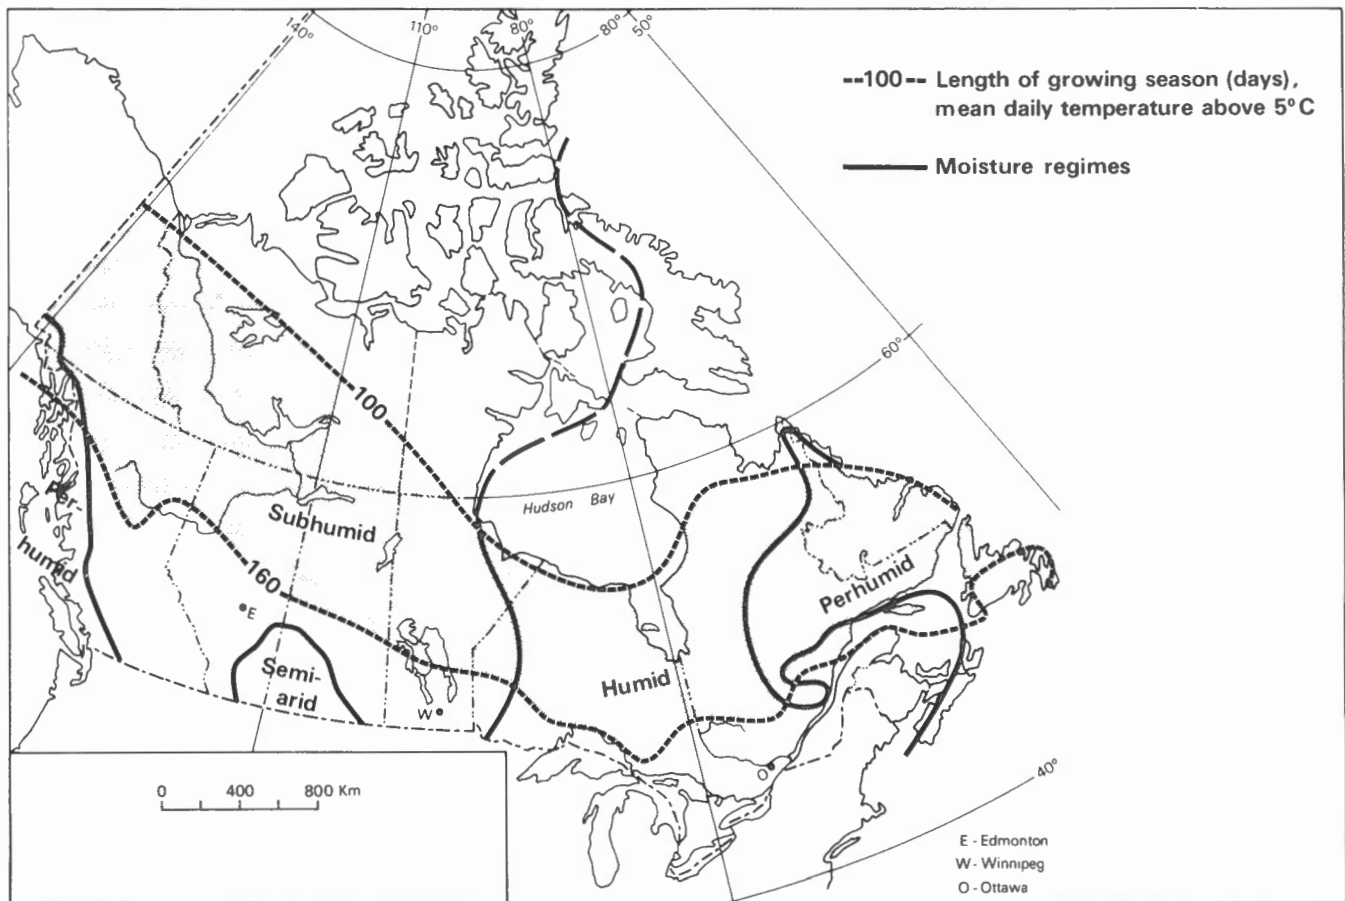 140°
110°
80°
80°
50°
--100-- Length of growing season (days),
mean daily temperature above 5°C
Moisture regimes
60°
100
Hudson Bay
Subhumid
Per-
humid
160
E
Perhumid
Semi-
arid
Humid
W
O
40°
0 400 800 Km
E - Edmonton
W - Winnipeg
O - Ottawa